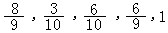 8/9 , 3/10 , 6/10 , 6/9 , 1